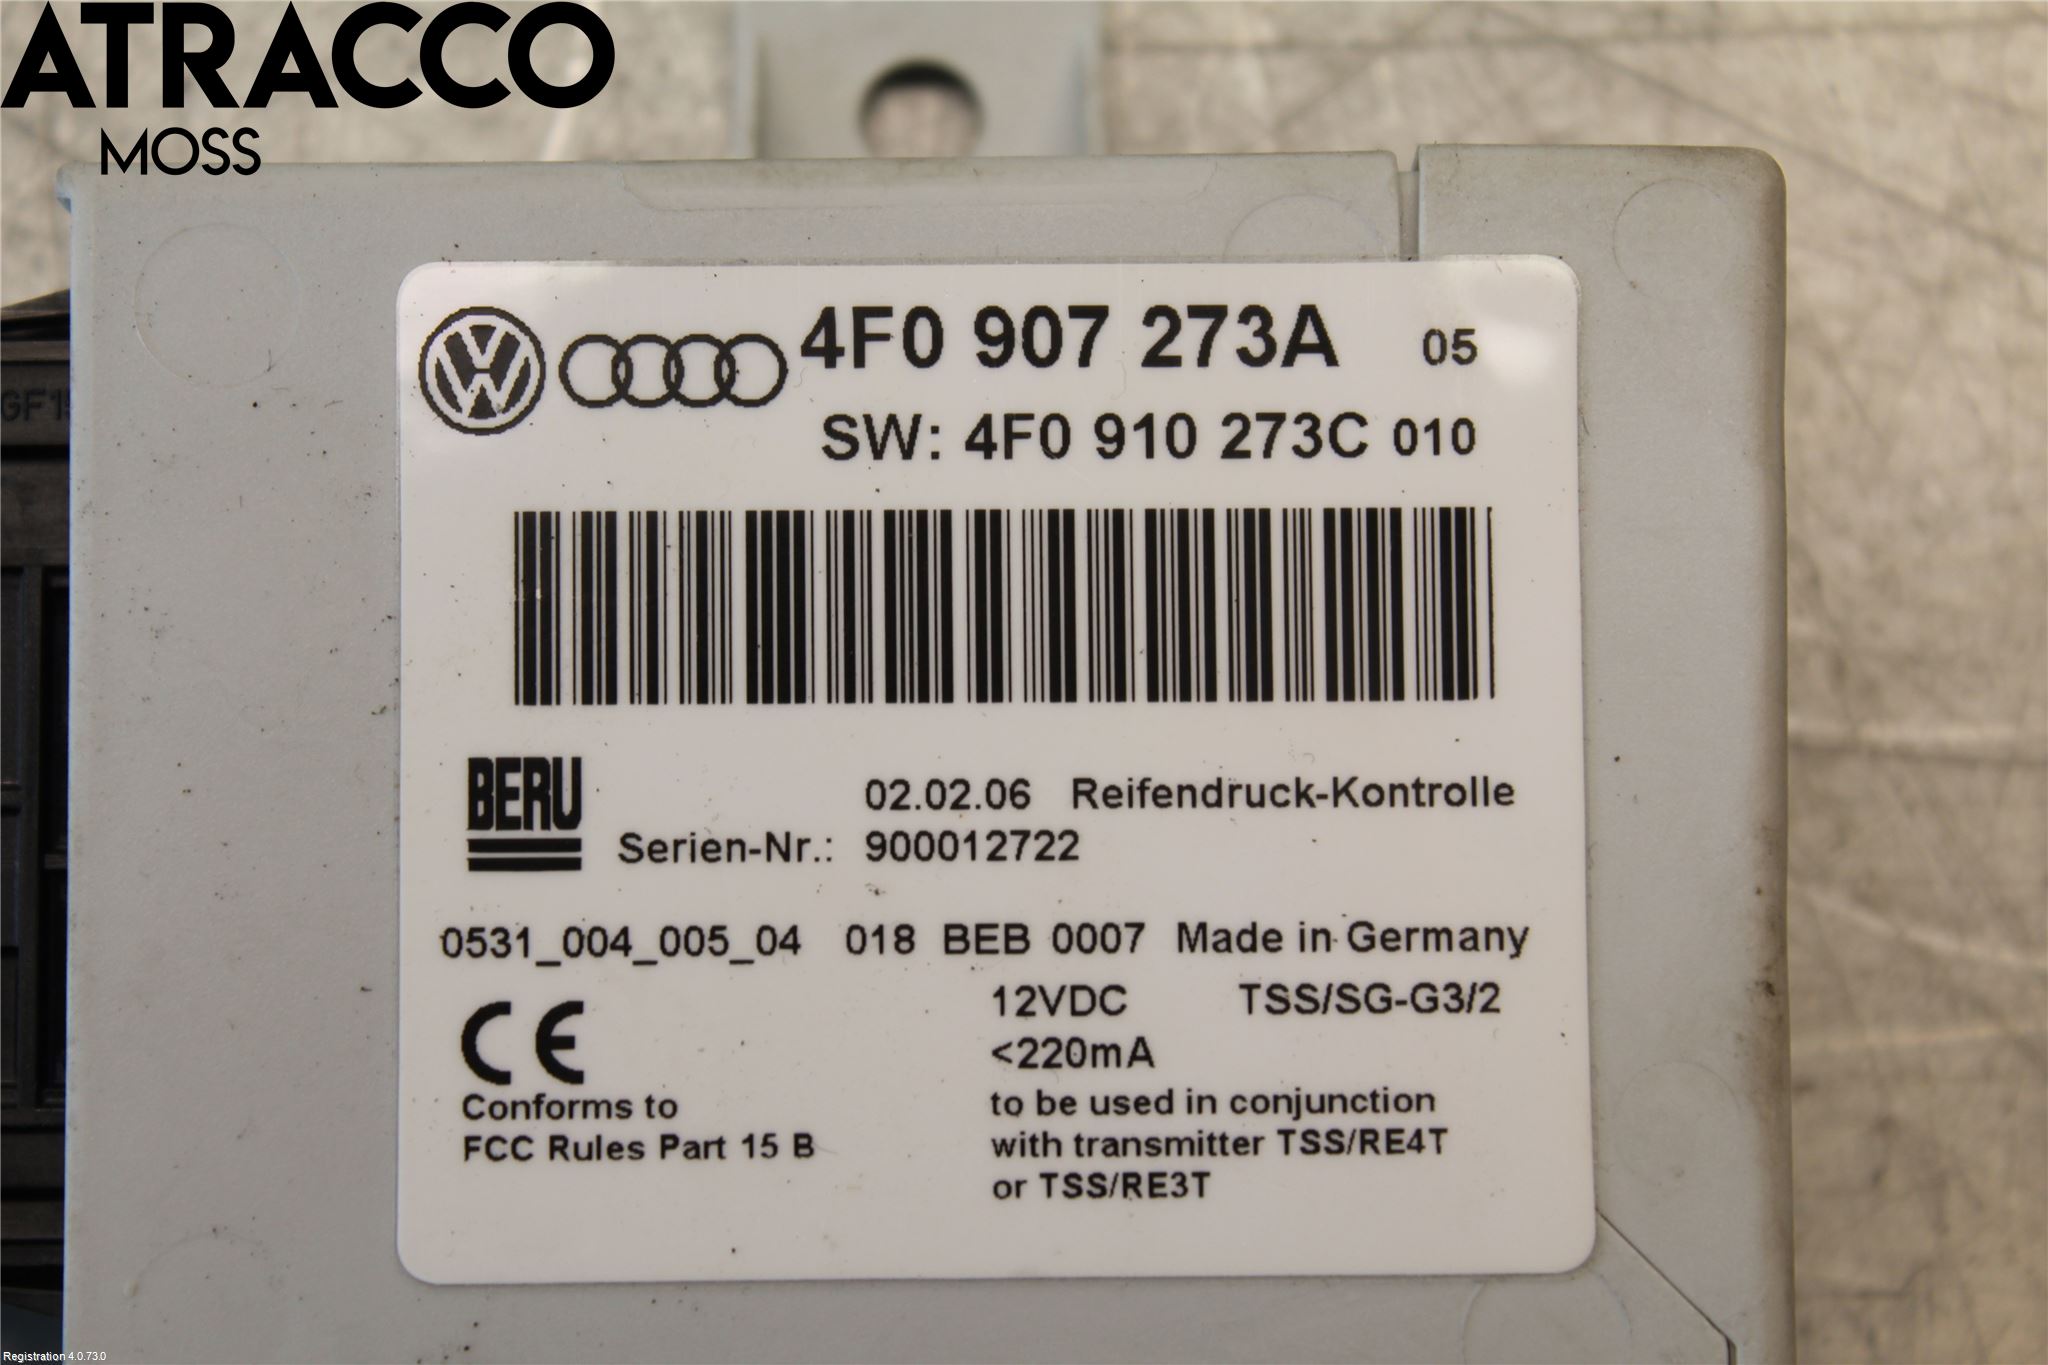 ATRACCO
MOSS
4F0 907 273A 05
SW: 4F0 910 273C 010
BERU
02.02.06 Reifendruck-Kontrolle
Serien-Nr.: 900012722
0531_004_005_04 018 BEB 0007 Made in Germany
12VDC TSS/SG-G3/2
<220mA
CE
Conforms to
FCC Rules Part 15 B
to be used in conjunction
with transmitter TSS/RE4T
or TSS/RE3T
Registration 4.0.73.0